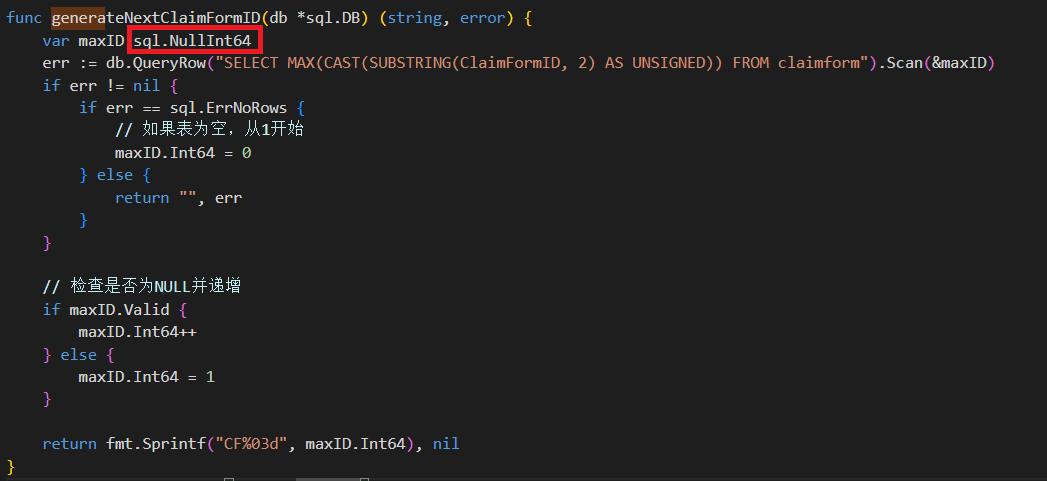 func generateNextClaimFormID(db *sql.DB) (string, error) {
    var maxID sql.NullInt64
    err := db.QueryRow("SELECT MAX(CAST(SUBSTRING(ClaimFormID, 2) AS UNSIGNED)) FROM claimform").Scan(&maxID)
    if err != nil {
        if err == sql.ErrNoRows {
            // 如果表为空，从1开始
            maxID.Int64 = 0
        } else {
            return "", err
        }
    }

    // 检查是否为NULL并递增
    if maxID.Valid {
        maxID.Int64++
    } else {
        maxID.Int64 = 1
    }

    return fmt.Sprintf("CF%03d", maxID.Int64), nil
}